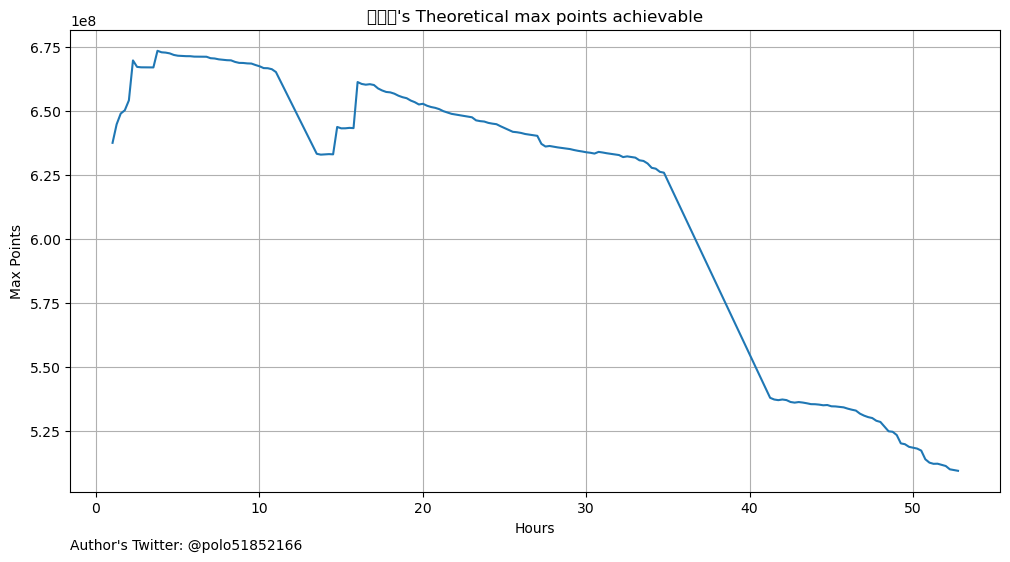 's Theoretical max points achievable
1e8
6.75
6.50
6.25
6.00
5.75
5.50
5.25
Max Points
0 10 20 30 40 50
Hours
Author's Twitter: @polo51852166